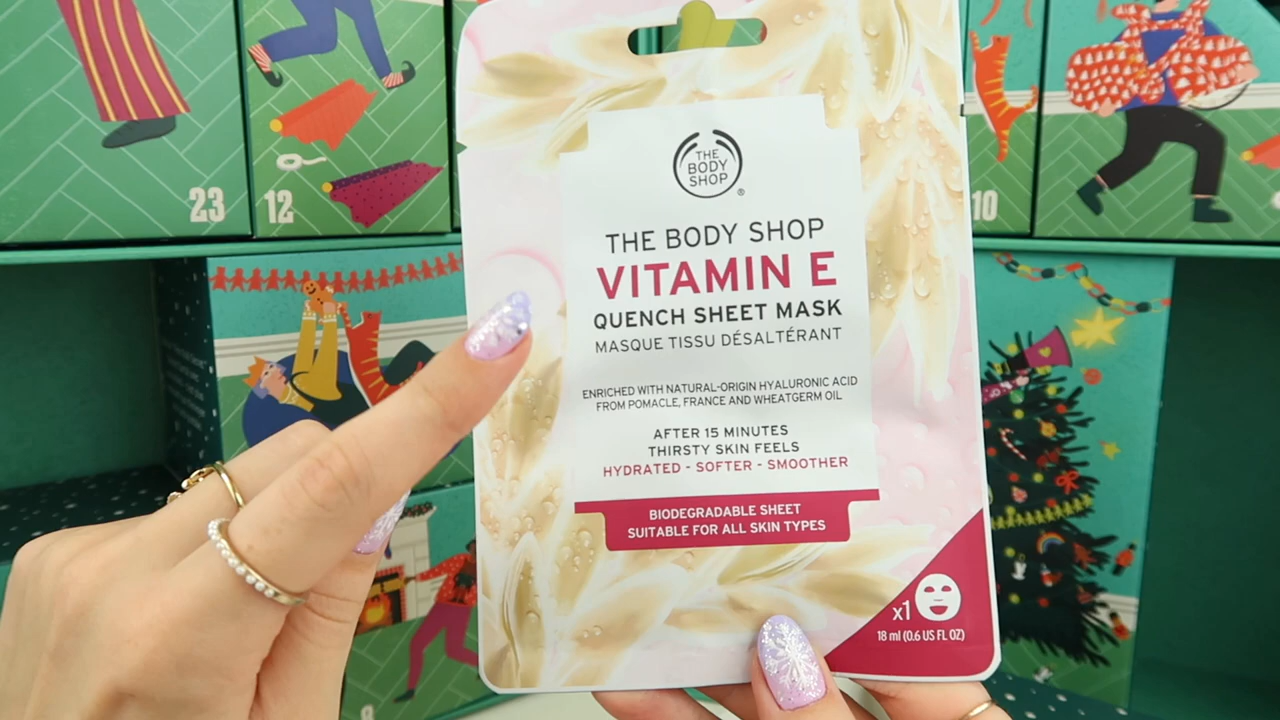 23
12
10
THE
BODY
SHOP
®
THE BODY SHOP
VITAMIN E
QUENCH SHEET MASK
MASQUE TISSU DÉSALTÉRANT
ENRICHED WITH NATURAL-ORIGIN HYALURONIC ACID
FROM POMACLE, FRANCE AND WHEATGERM OIL
AFTER 15 MINUTES
THIRSTY SKIN FEELS
HYDRATED - SOFTER - SMOOTHER
BIODEGRADABLE SHEET
SUITABLE FOR ALL SKIN TYPES
x1
18 ml (0.6 US FL OZ)